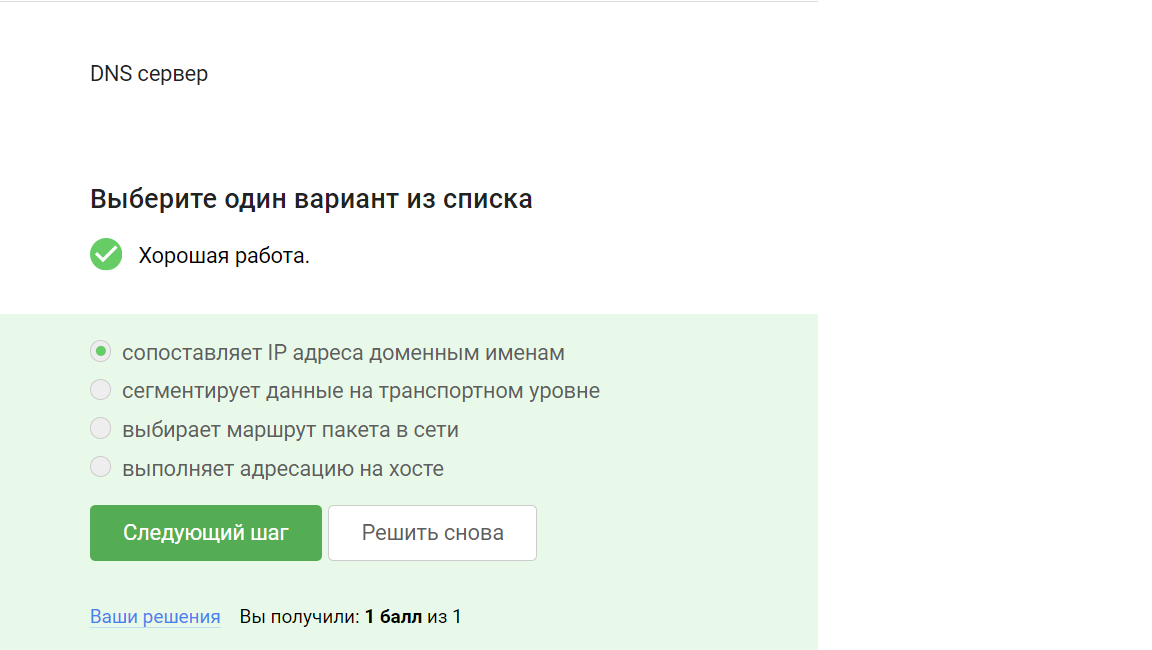 DNS сервер
Выберите один вариант из списка
Хорошая работа.
сопоставляет IP адреса доменным именам
сегментирует данные на транспортном уровне
выбирает маршрут пакета в сети
выполняет адресацию на хосте
Следующий шаг Решить снова
Ваши решения Вы получили: 1 балл из 1